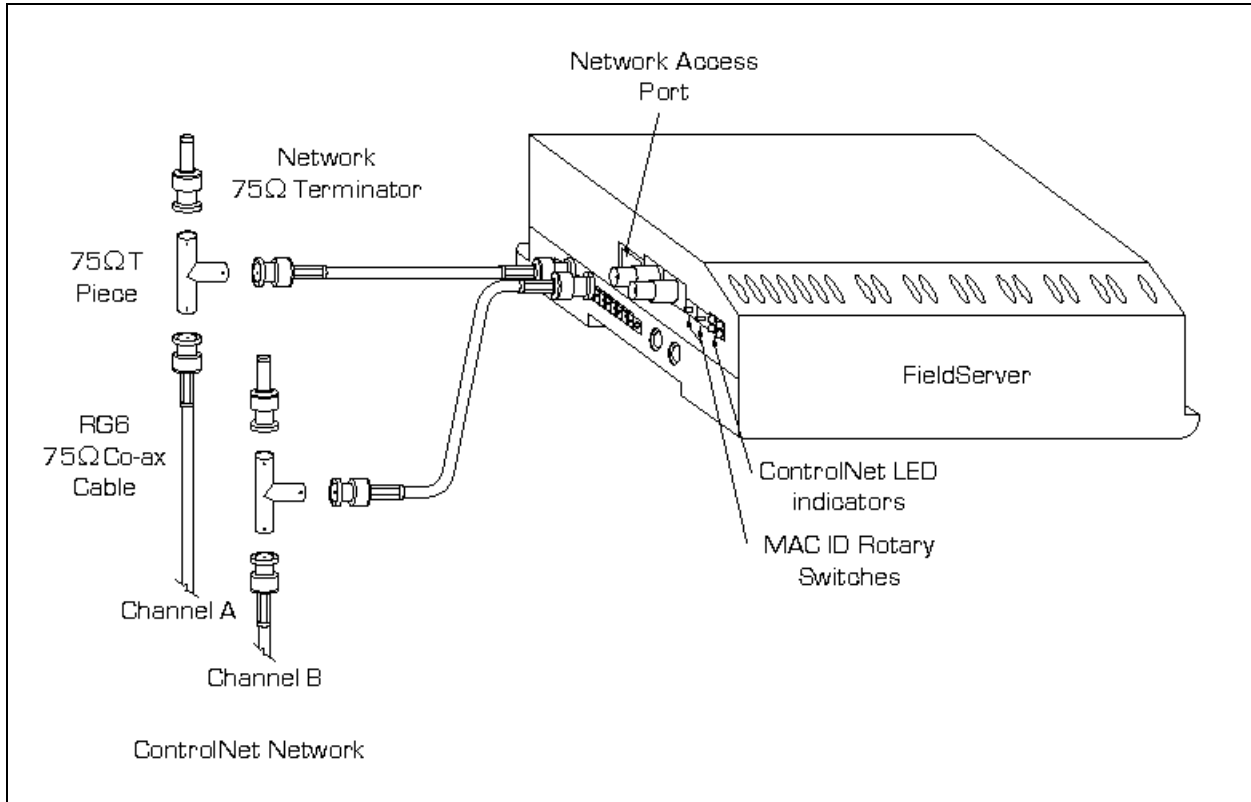 Network Access
Port
Network
75Ω Terminator
75Ω T
Piece
FieldServer
RG6
75Ω Co-ax
Cable
ControlNet LED
indicators
MAC ID Rotary
Switches
Channel A
Channel B
ControlNet Network